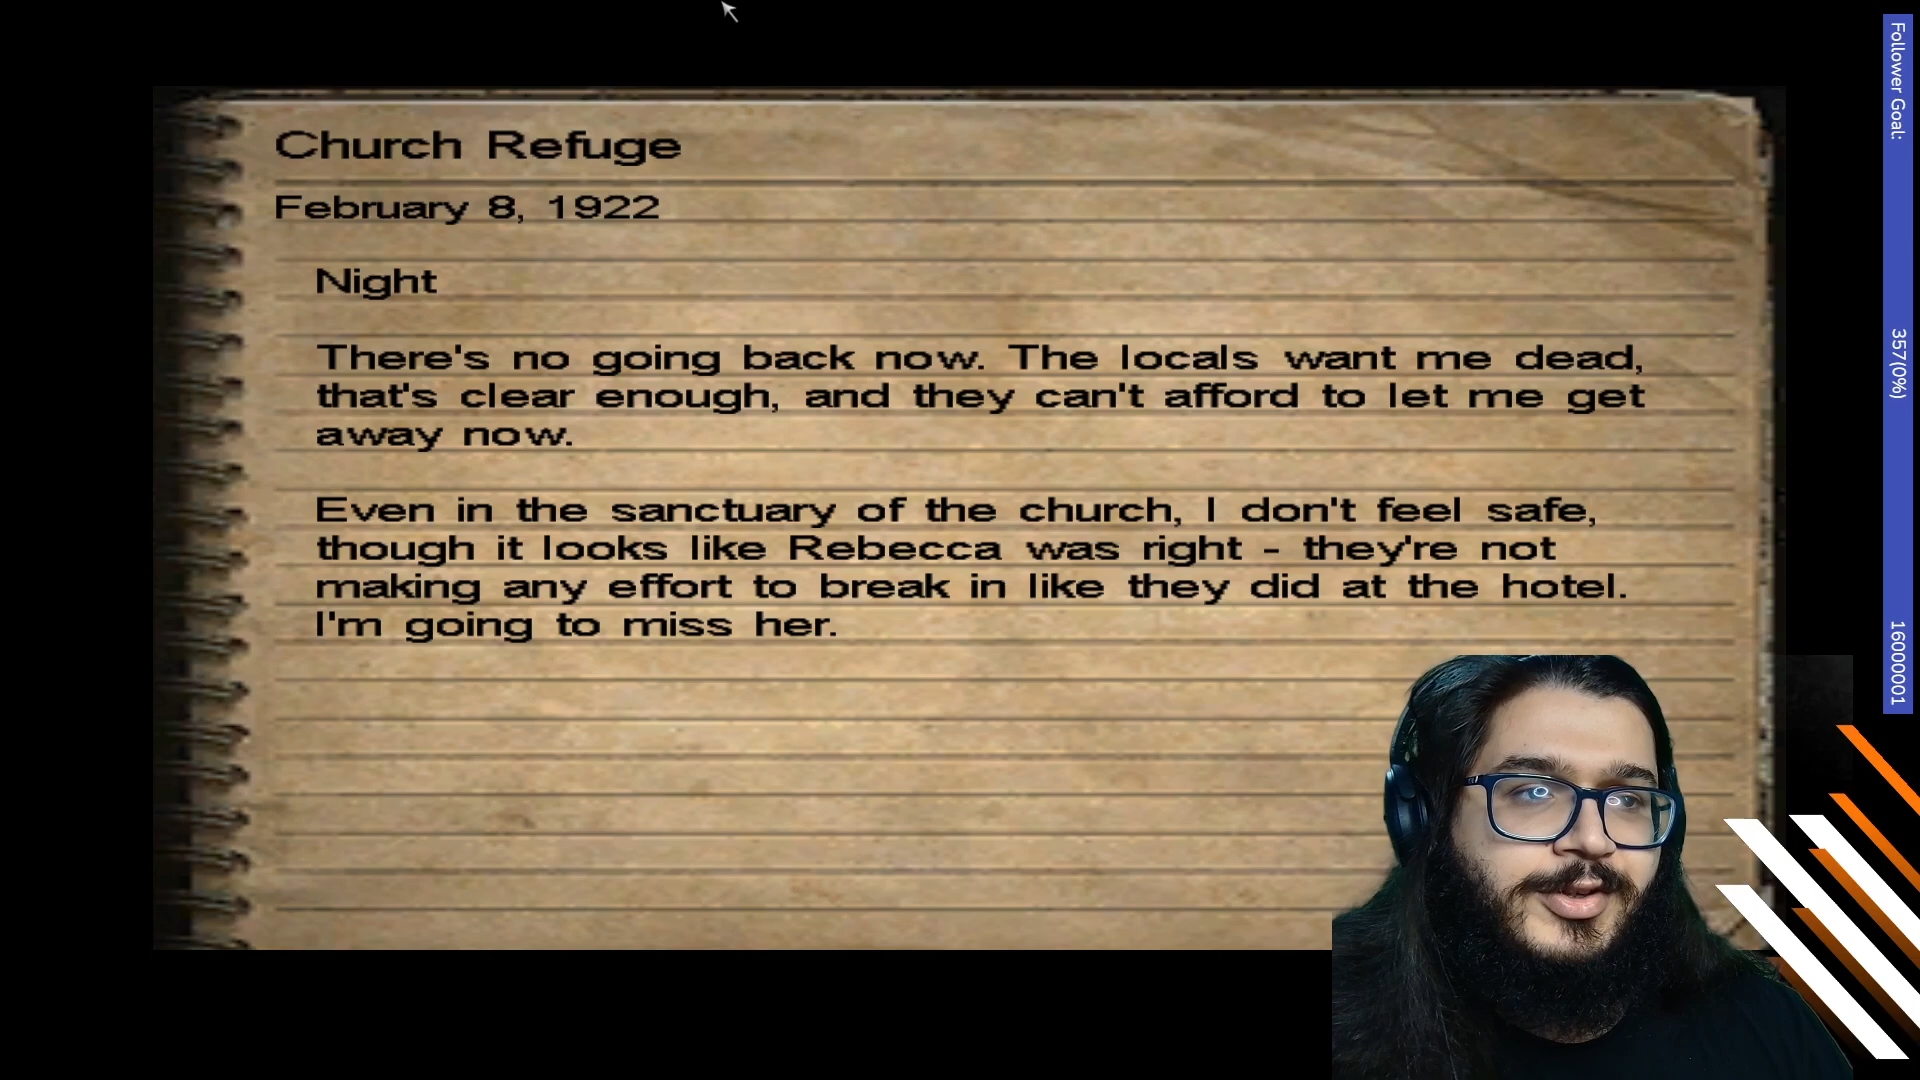 Church Refuge
February 8, 1922
Night
There's no going back now. The locals want me dead,
that's clear enough, and they can't afford to let me get
away now.
Even in the sanctuary of the church, I don't feel safe,
though it looks like Rebecca was right - they're not
making any effort to break in like they did at the hotel.
I'm going to miss her.
Follower Goal:
357(0%)
16000001